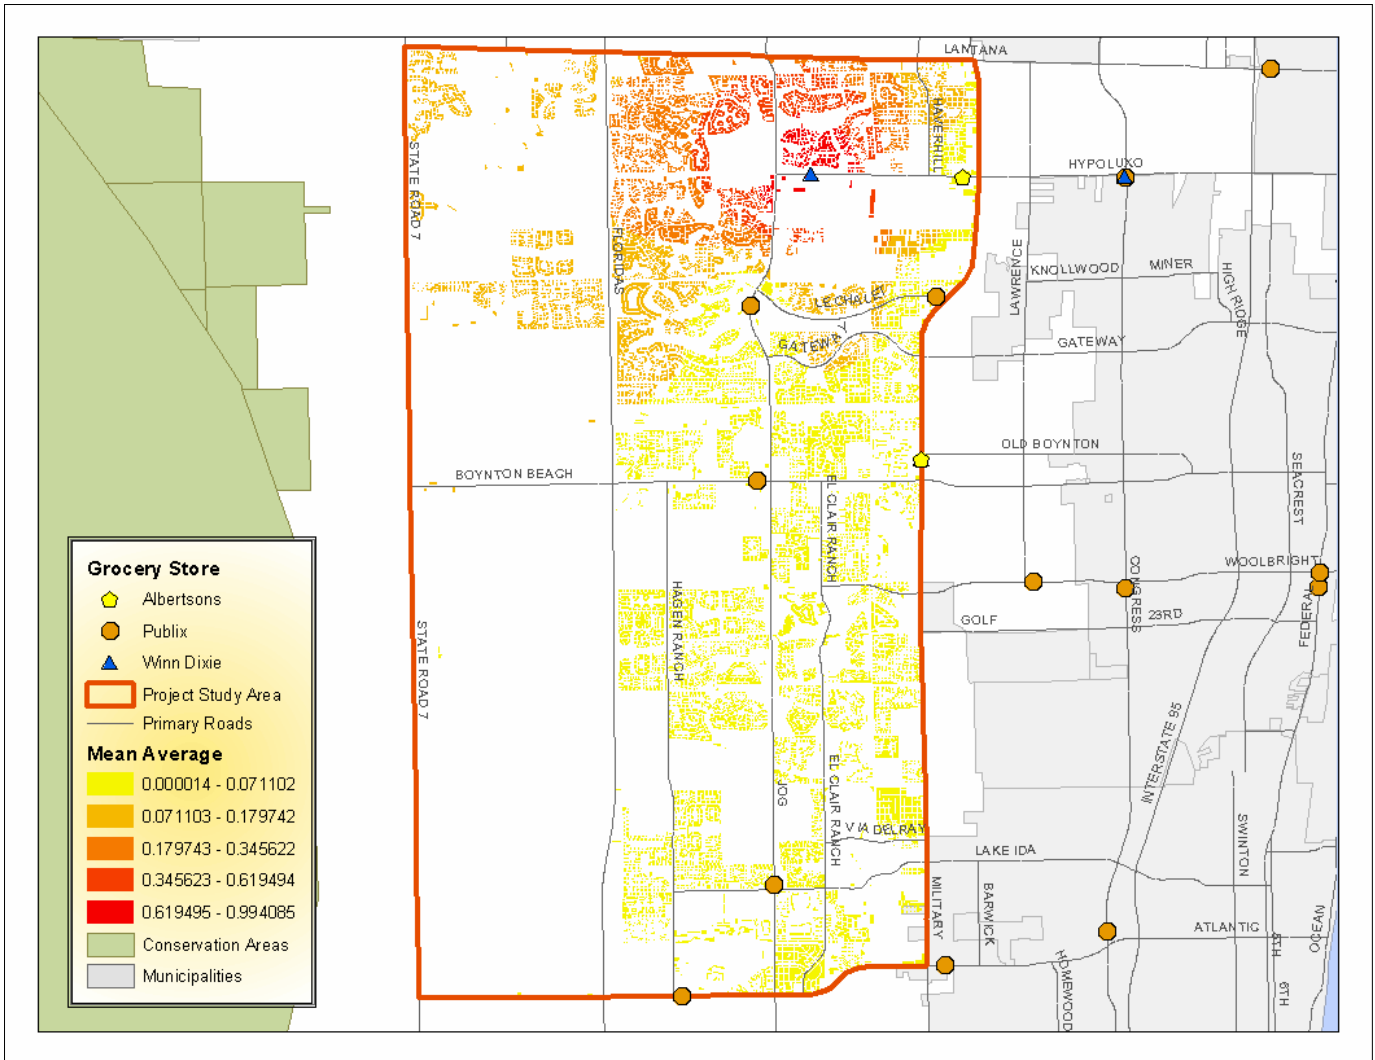 LANTANA
HAVERHILL
STATE ROAD 7
HYPOLUXO
FLORIDAS
LAWRENCE
KNOLLWOOD
MINER
HIGH RIDGE
LE CHALET
GATEWAY
GATEWAY
OLD BOYNTON
BOYNTON BEACH
EL CLAIR RANCH
SEACREST
WOOLBRIGHT
CONGRESS
HAGEN RANCH
GOLF
23RD
FEDERAL
STATE ROAD 7
INTERSTATE 95
JOG
EL CLAIR RANCH
VIA DELRAY
LAKE IDA
SWINTON
MILITARY
BARWICK
ATLANTIC
OCEAN
5TH
HOMEWOOD
6TH
Grocery Store
Albertsons
Publix
Winn Dixie
Project Study Area
Primary Roads
Mean Average
0.000014 - 0.071102
0.071103 - 0.179742
0.179743 - 0.345622
0.345623 - 0.619494
0.619495 - 0.994085
Conservation Areas
Municipalities